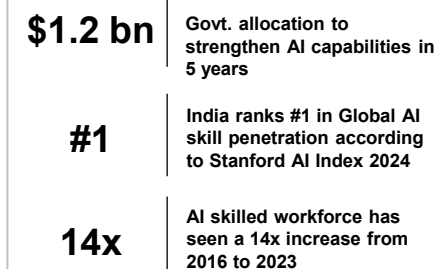 $1.2 bn
Govt. allocation to
strengthen AI capabilities in
5 years
#1
India ranks #1 in Global AI
skill penetration according
to Stanford AI Index 2024
14x
AI skilled workforce has
seen a 14x increase from
2016 to 2023